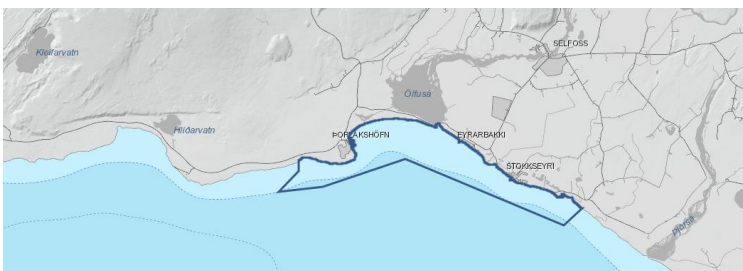 SELFOSS
Kleifarvatn
Ölfusá
Hlíðarvatn
ÞORLÁKSHÖFN
EYRARBAKKI
STOKKSEYRI
Þjórsá